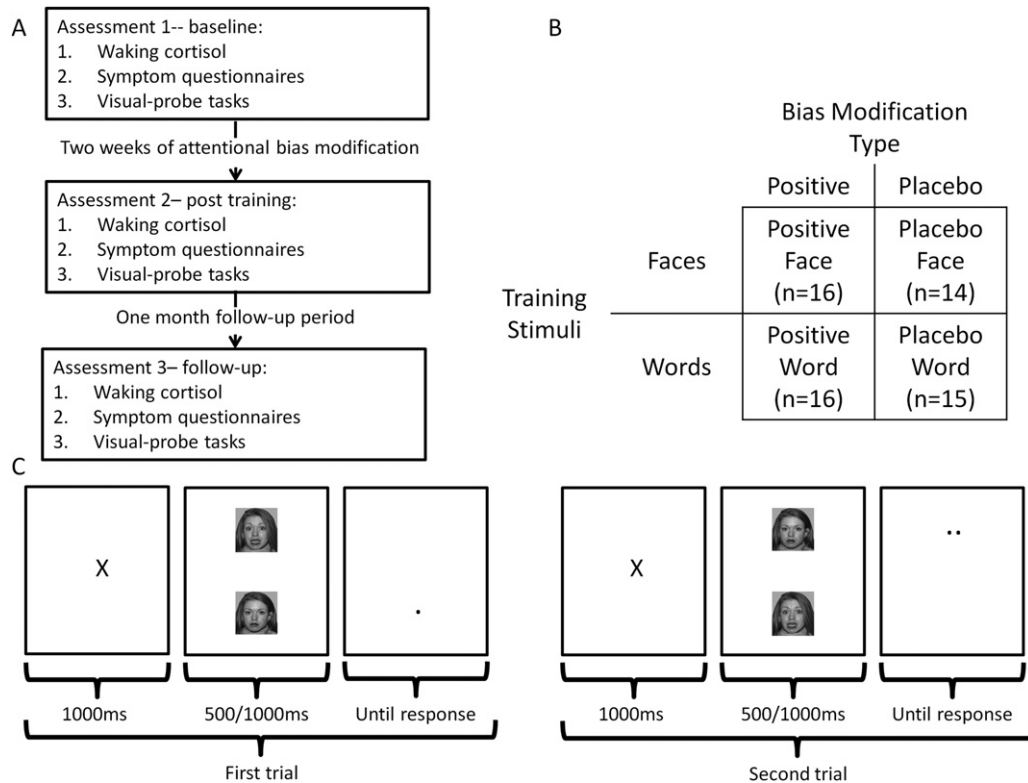 A
Assessment 1-- baseline:
1. Waking cortisol
2. Symptom questionnaires
3. Visual-probe tasks
Two weeks of attentional bias modification
Assessment 2– post training:
1. Waking cortisol
2. Symptom questionnaires
3. Visual-probe tasks
One month follow-up period
Assessment 3– follow-up:
1. Waking cortisol
2. Symptom questionnaires
3. Visual-probe tasks
B
Bias Modification
Type
Positive Placebo
Training
Stimuli
Faces
Positive
Face
(n=16)
Placebo
Face
(n=14)
Words
Positive
Word
(n=16)
Placebo
Word
(n=15)
C
X
.
1000ms 500/1000ms Until response
First trial
X
..
1000ms 500/1000ms Until response
Second trial